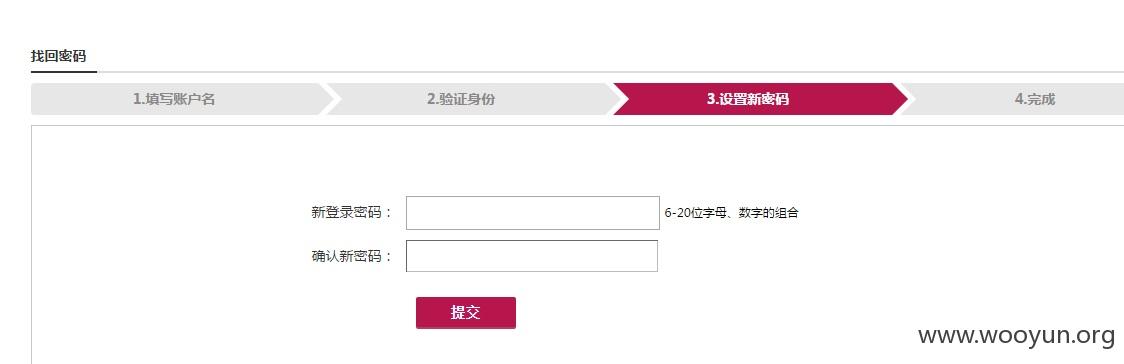 找回密码
1.填写账户名 2.验证身份 3.设置新密码 4.完成
新登录密码： 6-20位字母、数字的组合
确认新密码：
提交
www.wooyun.org